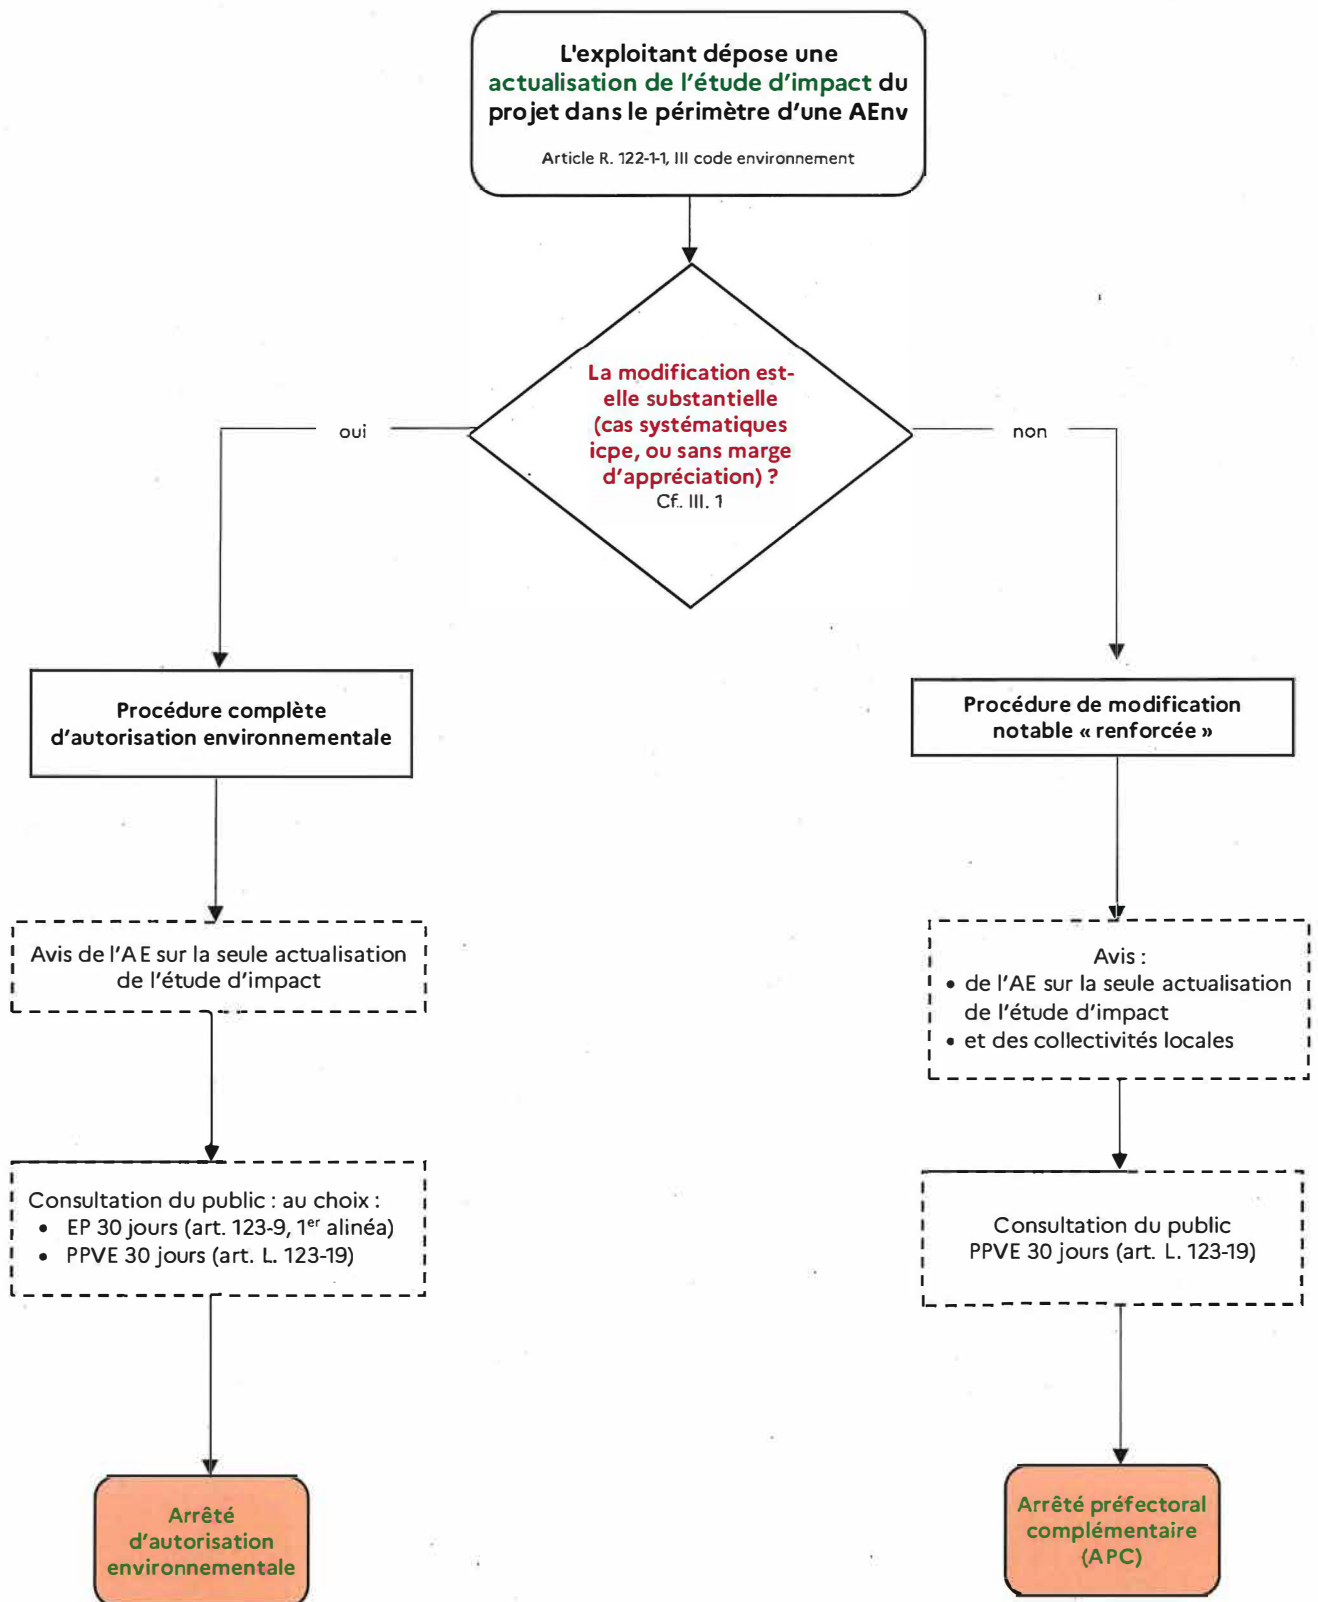 L'exploitant dépose une
actualisation de l'étude d'impact du
projet dans le périmètre d'une AEnv
Article R. 122-1-1, III code environnement
La modification est-
elle substantielle
(cas systématiques
icpe, ou sans marge
d'appréciation) ?
Cf. III. 1
oui
non
Procédure complète
d'autorisation environnementale
Procédure de modification
notable « renforcée »
Avis de l'AE sur la seule actualisation
de l'étude d'impact
Avis :
• de l'AE sur la seule actualisation
de l'étude d'impact
• et des collectivités locales
Consultation du public : au choix :
• EP 30 jours (art. 123-9, 1er alinéa)
• PPVE 30 jours (art. L. 123-19)
Consultation du public
PPVE 30 jours (art. L. 123-19)
Arrêté
d'autorisation
environnementale
Arrêté préfectoral
complémentaire
(APC)